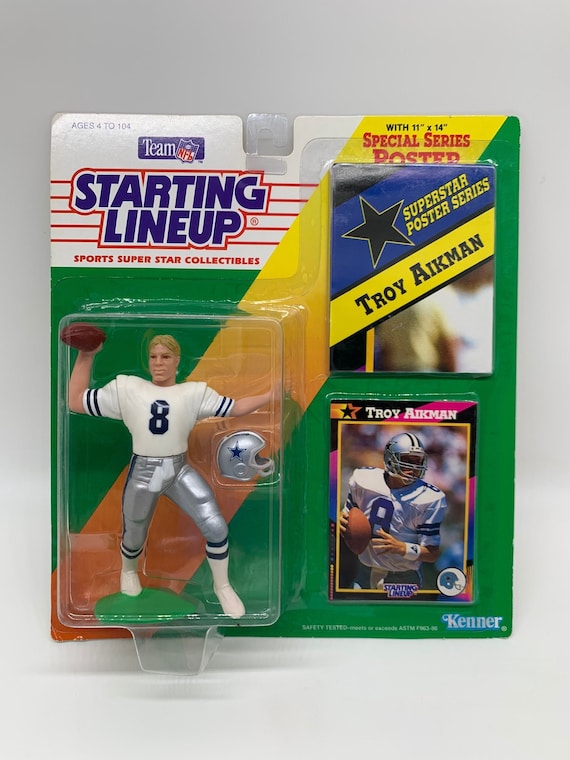 AGES 4 TO 104
Team NFL
STARTING
LINEUP®
SPORTS SUPER STAR COLLECTIBLES
WITH 11" x 14"
SPECIAL SERIES
POSTER
SUPERSTAR
POSTER SERIES
TROY AIKMAN
8
TROY AIKMAN
8
STARTING
LINEUP
SAFETY TESTED-meets or exceeds ASTM F963-86
Kenner®